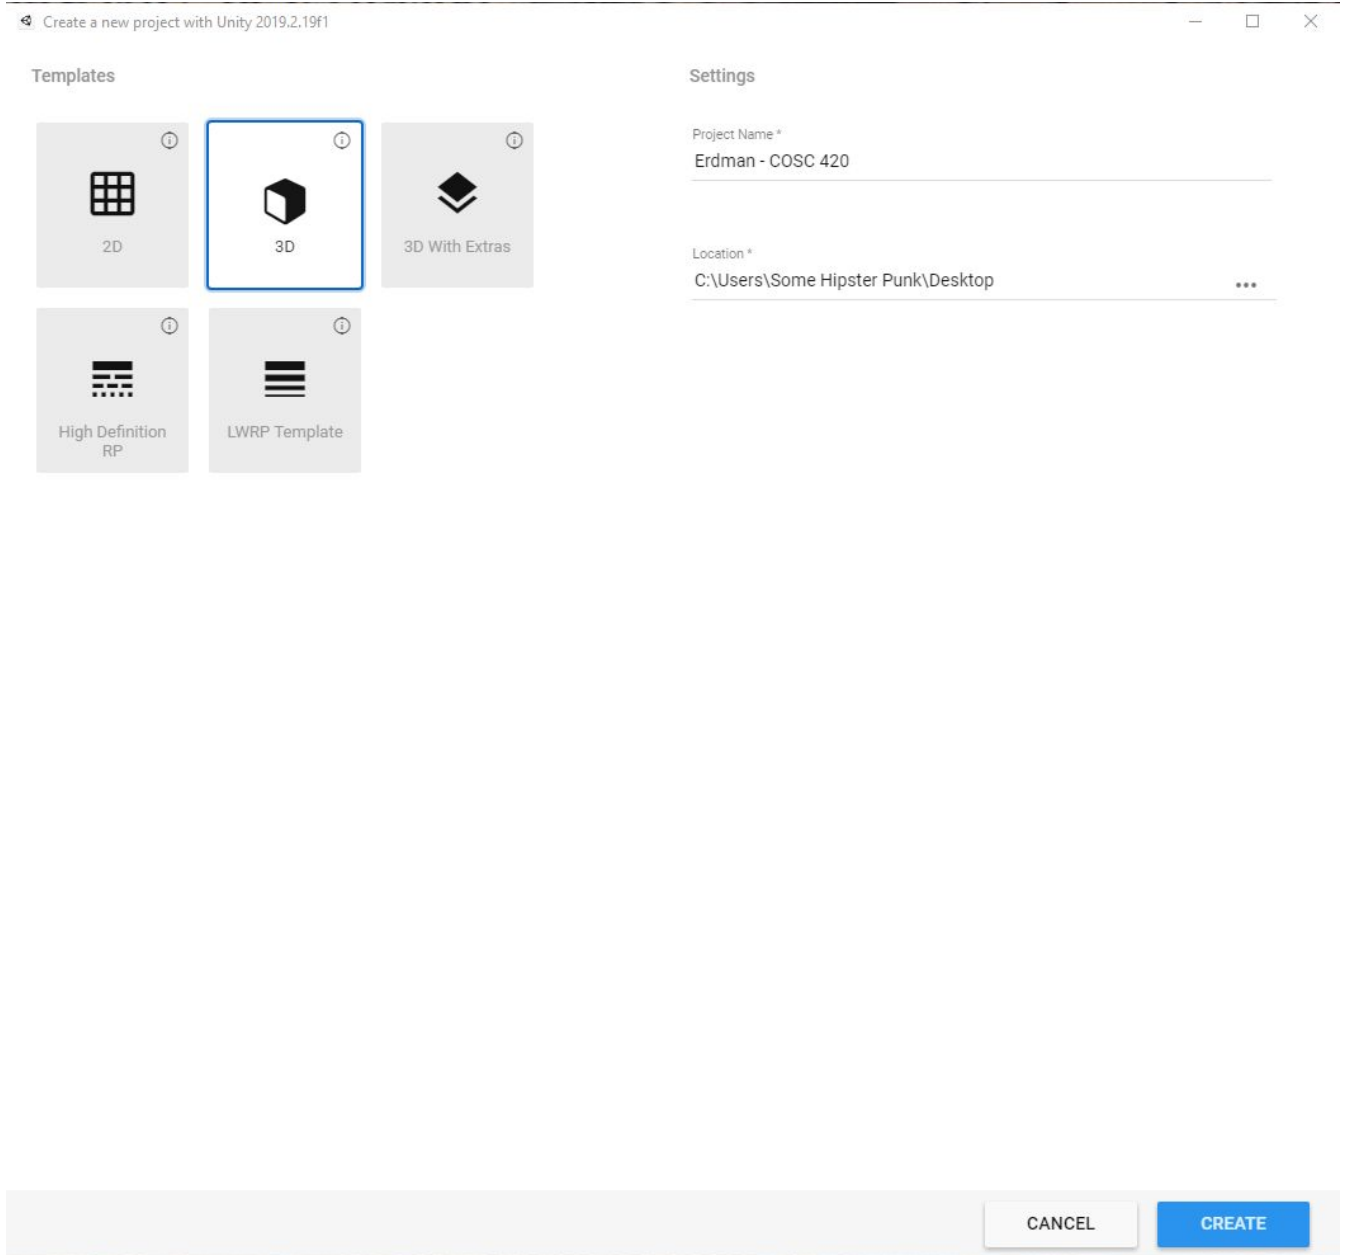 Create a new project with Unity 2019.2.19f1
Templates
2D
3D
3D With Extras
High Definition
RP
LWRP Template
Settings
Project Name *
Erdman - COSC 420
Location *
C:\Users\Some Hipster Punk\Desktop
CANCEL
CREATE